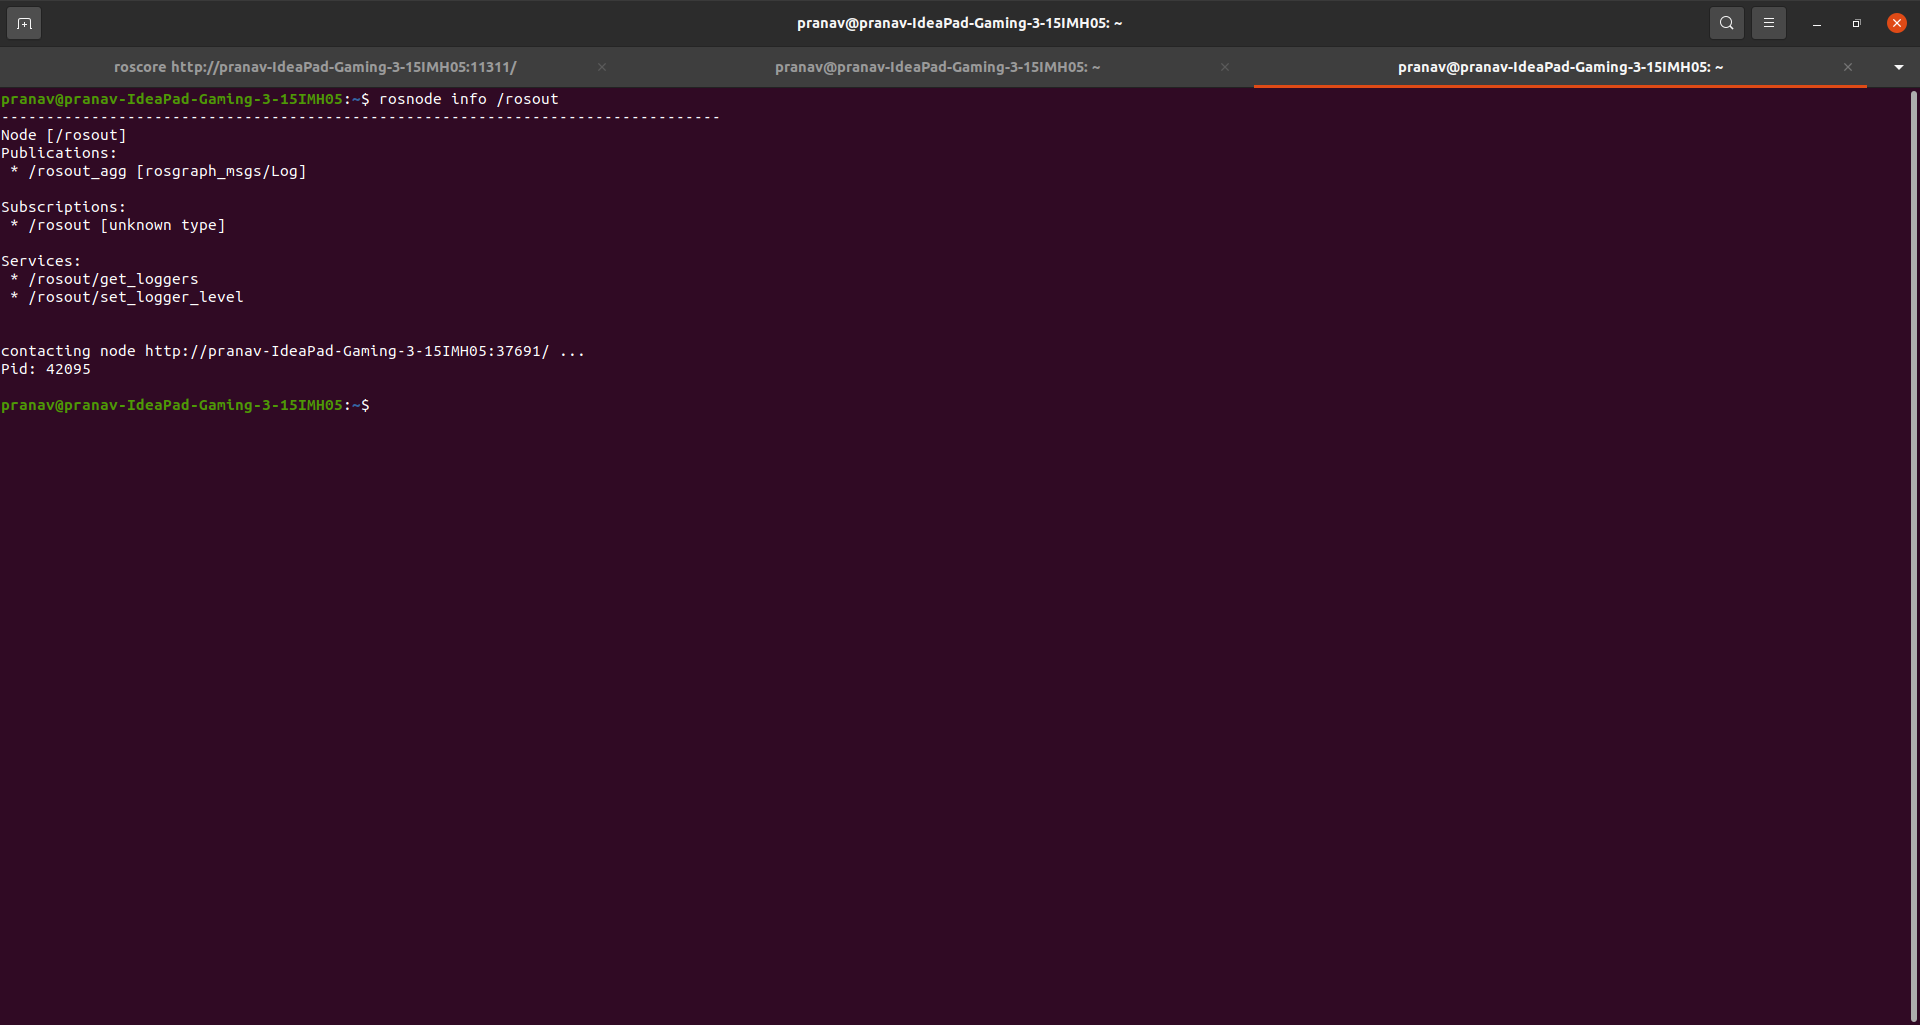 pranav@pranav-IdeaPad-Gaming-3-15IMH05: ~
roscore http://pranav-IdeaPad-Gaming-3-15IMH05:11311/
pranav@pranav-IdeaPad-Gaming-3-15IMH05: ~
pranav@pranav-IdeaPad-Gaming-3-15IMH05: ~
pranav@pranav-IdeaPad-Gaming-3-15IMH05:~$ rosnode info /rosout
--------------------------------------------------------------------------------
Node [/rosout]
Publications:
 * /rosout_agg [rosgraph_msgs/Log]
Subscriptions:
 * /rosout [unknown type]
Services:
 * /rosout/get_loggers
 * /rosout/set_logger_level
contacting node http://pranav-IdeaPad-Gaming-3-15IMH05:37691/ ...
Pid: 42095
pranav@pranav-IdeaPad-Gaming-3-15IMH05:~$